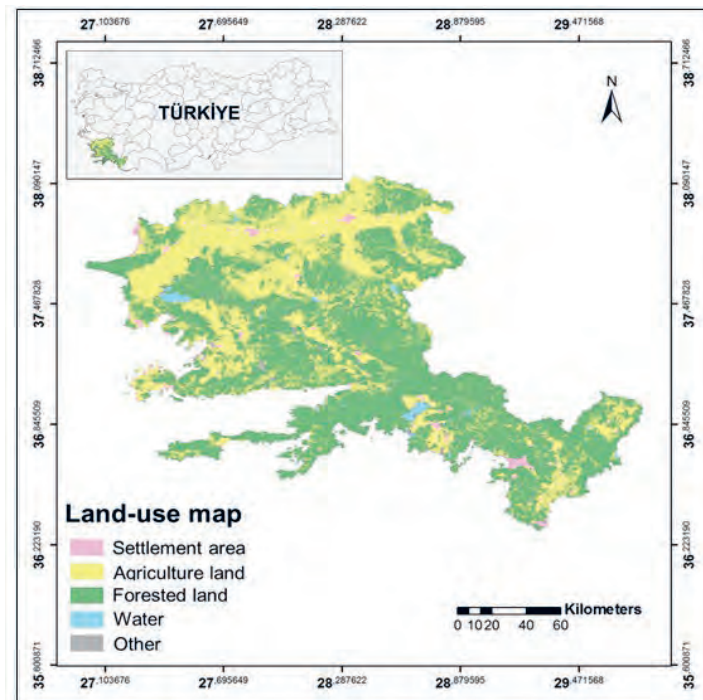 27.103676 27.695649 28.287622 28.879595 29.471568
38.712466
38.090147
37.467828
36.845509
36.223190
35.600871
TÜRKİYE
N
38.712466
38.090147
37.467828
36.845509
36.223190
35.600871
Land-use map
Settlement area
Agriculture land
Forested land
Water
Other
Kilometers
0 10 20 40 60
27.103676 27.695649 28.287622 28.879595 29.471568